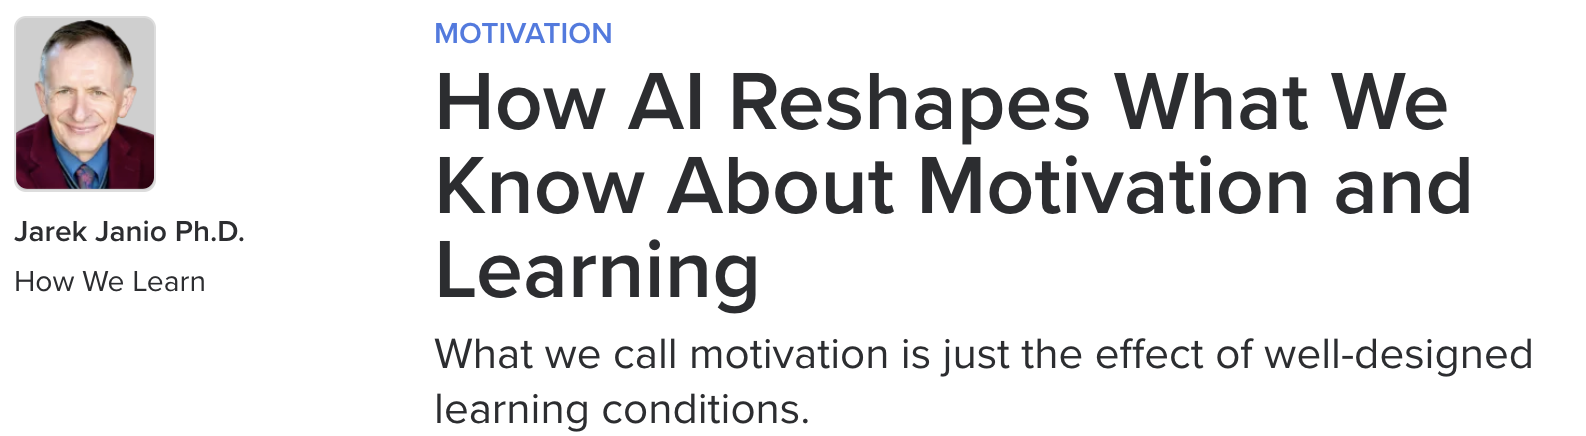 MOTIVATION
How AI Reshapes What We
Know About Motivation and
Learning
What we call motivation is just the effect of well-designed
learning conditions.
Jarek Janio Ph.D.
How We Learn